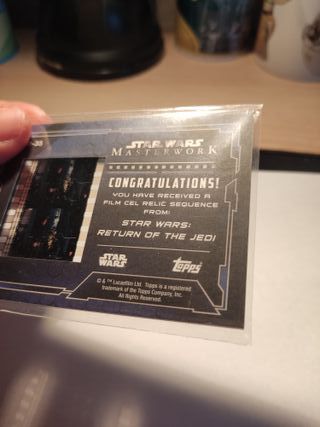 STAR WARS
MASTERWORK
CONGRATULATIONS!
YOU HAVE RECEIVED A
FILM CEL RELIC SEQUENCE
FROM:
STAR WARS:
RETURN OF THE JEDI
STAR WARS
Topps
© & ™ Lucasfilm Ltd. Topps is a registered
trademark of The Topps Company, Inc.
All Rights Reserved.